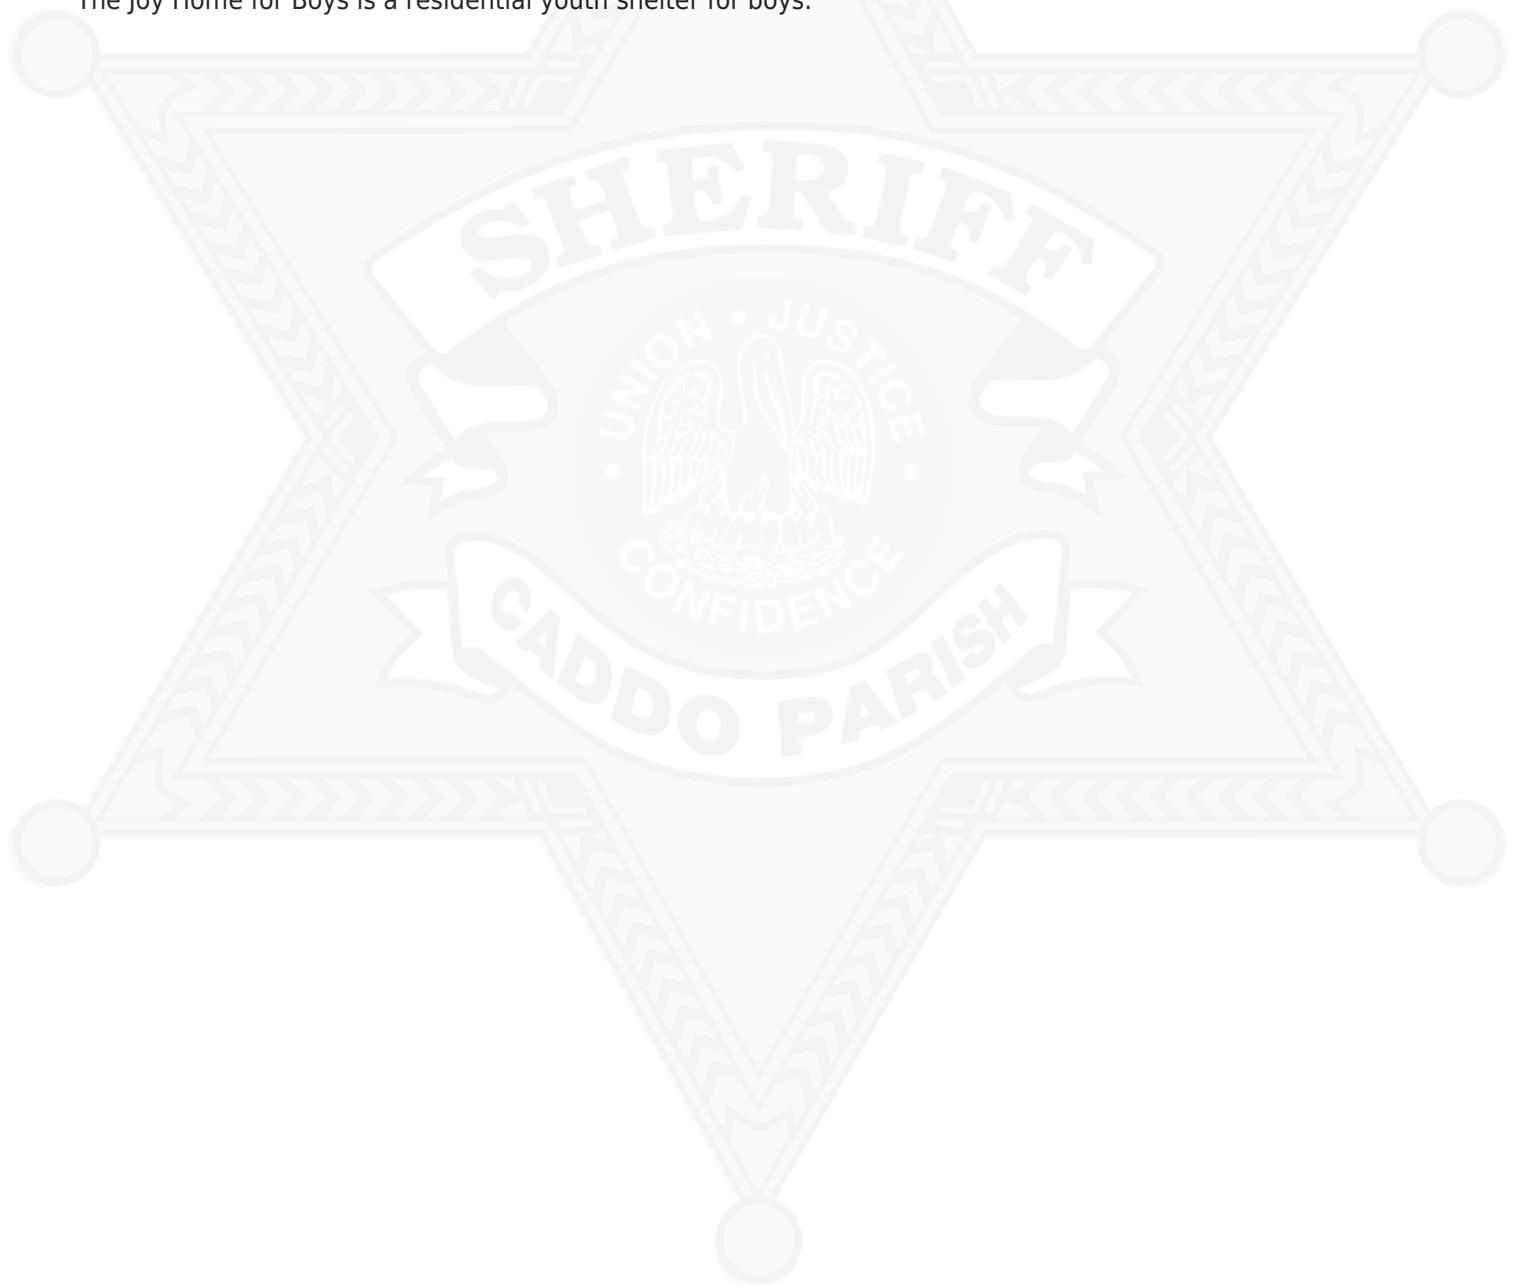 The Joy Home for Boys is a residential youth shelter for boys.
SHERIFF
UNION • JUSTICE
• CONFIDENCE •
CADDO PARISH